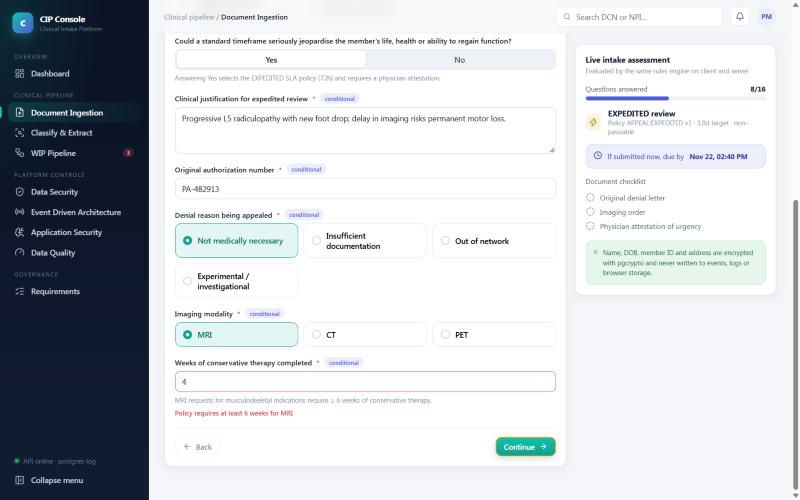 c
CIP Console
Clinical Intake Platform
OVERVIEW
Dashboard
CLINICAL PIPELINE
Document Ingestion
Classify & Extract
WIP Pipeline 3
PLATFORM CONTROLS
Data Security
Event Driven Architecture
Application Security
Data Quality
GOVERNANCE
Requirements
API online · postgres-log
Collapse menu
Clinical pipeline / Document Ingestion
Search DCN or NPI...
PM
Could a standard timeframe seriously jeopardise the member's life, health or ability to regain function?
Yes No
Answering Yes selects the EXPEDITED SLA policy (72h) and requires a physician attestation.
Clinical justification for expedited review * conditional
Progressive L5 radiculopathy with new foot drop; delay in imaging risks permanent motor loss.
Original authorization number * conditional
PA-482913
Denial reason being appealed * conditional
Not medically necessary
Insufficient
documentation
Out of network
Experimental /
investigational
Imaging modality * conditional
MRI CT PET
Weeks of conservative therapy completed * conditional
4
MRI requests for musculoskeletal indications require ≥ 6 weeks of conservative therapy.
Policy requires at least 6 weeks for MRI
← Back Continue →
Live intake assessment
Evaluated by the same rules engine on client and server
Questions answered 8/16
EXPEDITED review
Policy APPEAL.EXPEDITED v1 · 3.0d target · non-
pausable
If submitted now, due by Nov 22, 02:40 PM
Document checklist
Original denial letter
Imaging order
Physician attestation of urgency
Name, DOB, member ID and address are encrypted
with pgcrypto and never written to events, logs or
browser storage.